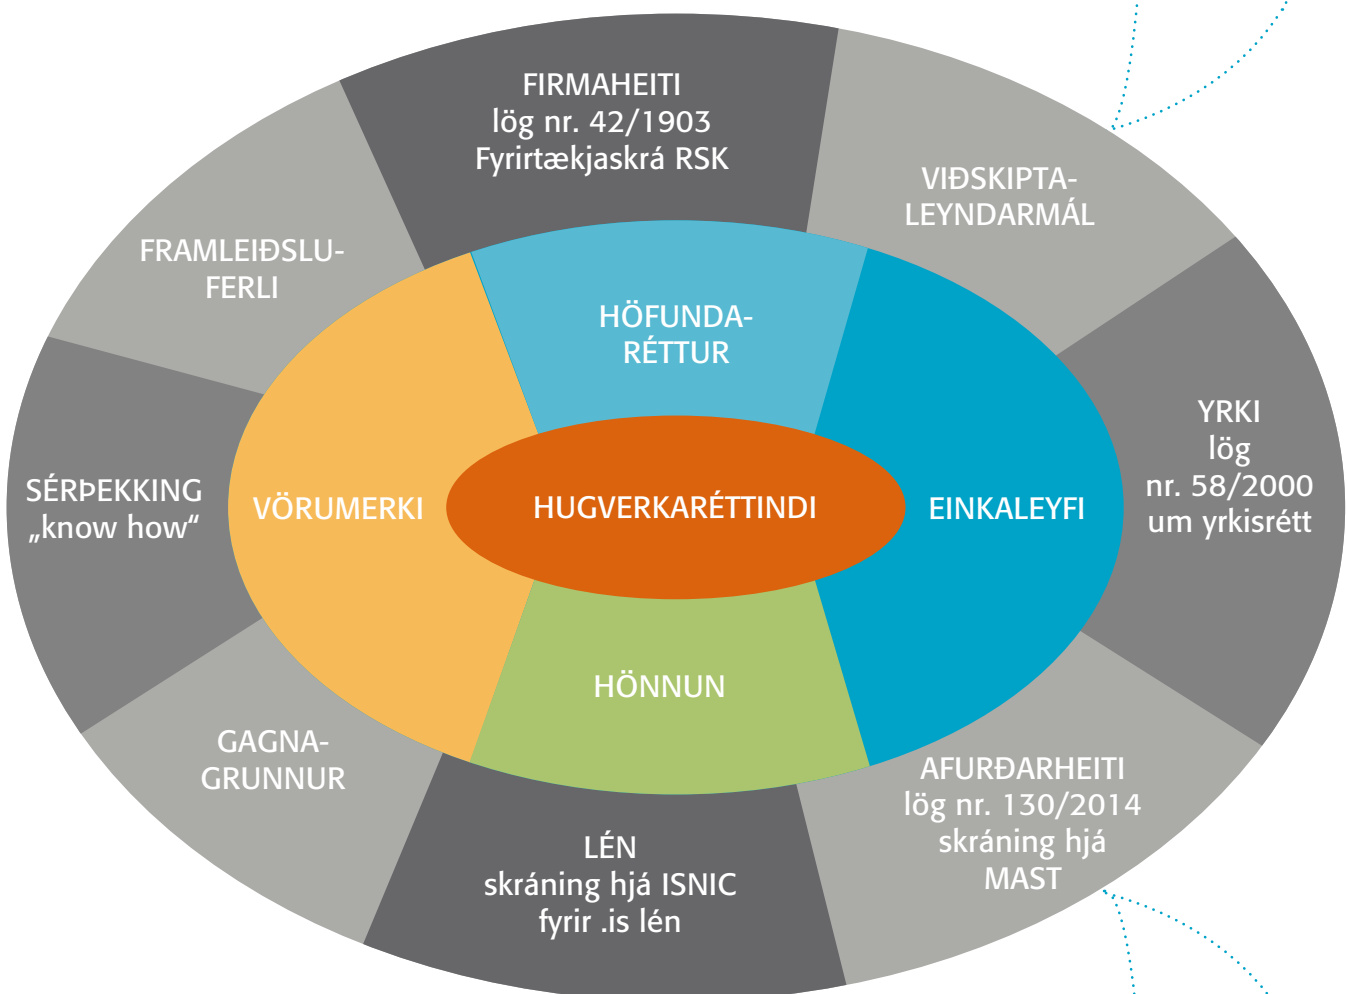 FIRMAHEITI
lög nr. 42/1903
Fyrirtækjaskrá RSK
VIÐSKIPTA-
LEYNDARMÁL
FRAMLEIÐSLU-
FERLI
HÖFUNDA-
RÉTTUR
YRKI
lög
nr. 58/2000
um yrkisrétt
SÉRÞEKKING
„know how“
VÖRUMERKI
HUGVERKARÉTTINDI
EINKALEYFI
HÖNNUN
GAGNA-
GRUNNUR
AFURÐARHEITI
lög nr. 130/2014
skráning hjá
MAST
LÉN
skráning hjá ISNIC
fyrir .is lén